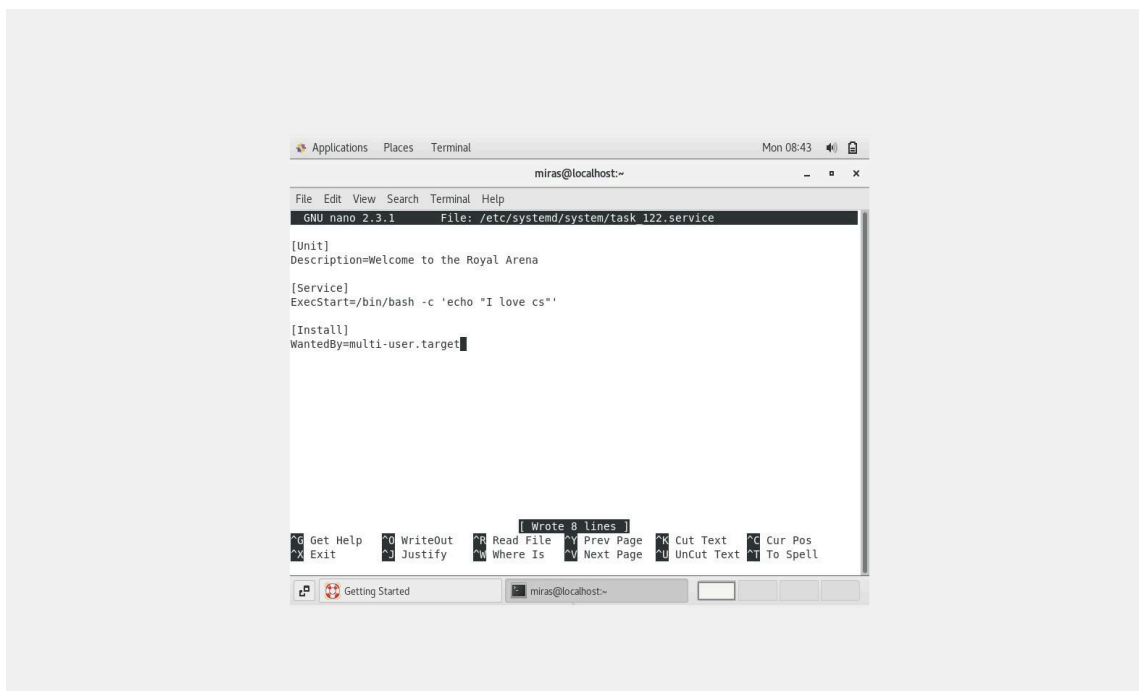 Applications Places Terminal Mon 08:43
miras@localhost:~
File Edit View Search Terminal Help
GNU nano 2.3.1 File: /etc/systemd/system/task_122.service
[Unit]
Description=Welcome to the Royal Arena
[Service]
ExecStart=/bin/bash -c 'echo "I love cs"'
[Install]
WantedBy=multi-user.target
[ Wrote 8 lines ]
^G Get Help ^O WriteOut ^R Read File ^Y Prev Page ^K Cut Text ^C Cur Pos
^X Exit ^J Justify ^W Where Is ^V Next Page ^U UnCut Text ^T To Spell
Getting Started miras@localhost:~